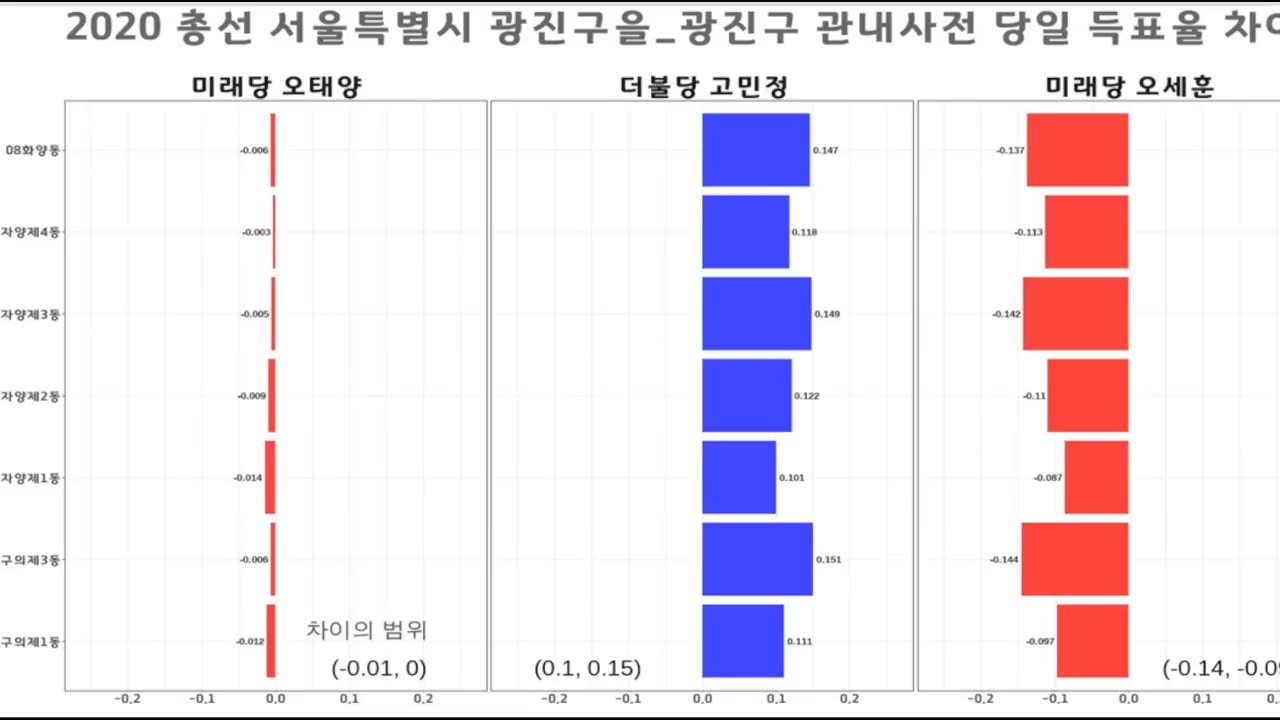 2020 총선 서울특별시 광진구을_광진구 관내사전 당일 득표율 차이
미래당 오태양
더불당 고민정
미래당 오세훈
08화양동
-0.006
0.147
-0.137
자양제4동
-0.003
0.118
-0.113
자양제3동
-0.005
0.149
-0.142
자양제2동
-0.009
0.122
-0.11
자양제1동
-0.014
0.101
-0.087
구의제3동
-0.006
0.151
-0.144
구의제1동
-0.012
0.111
-0.097
차이의 범위
(-0.01, 0)
(0.1, 0.15)
(-0.14, -0.09
-0.2 -0.1 0.0 0.1 0.2
-0.2 -0.1 0.0 0.1 0.2
-0.2 -0.1 0.0 0.1